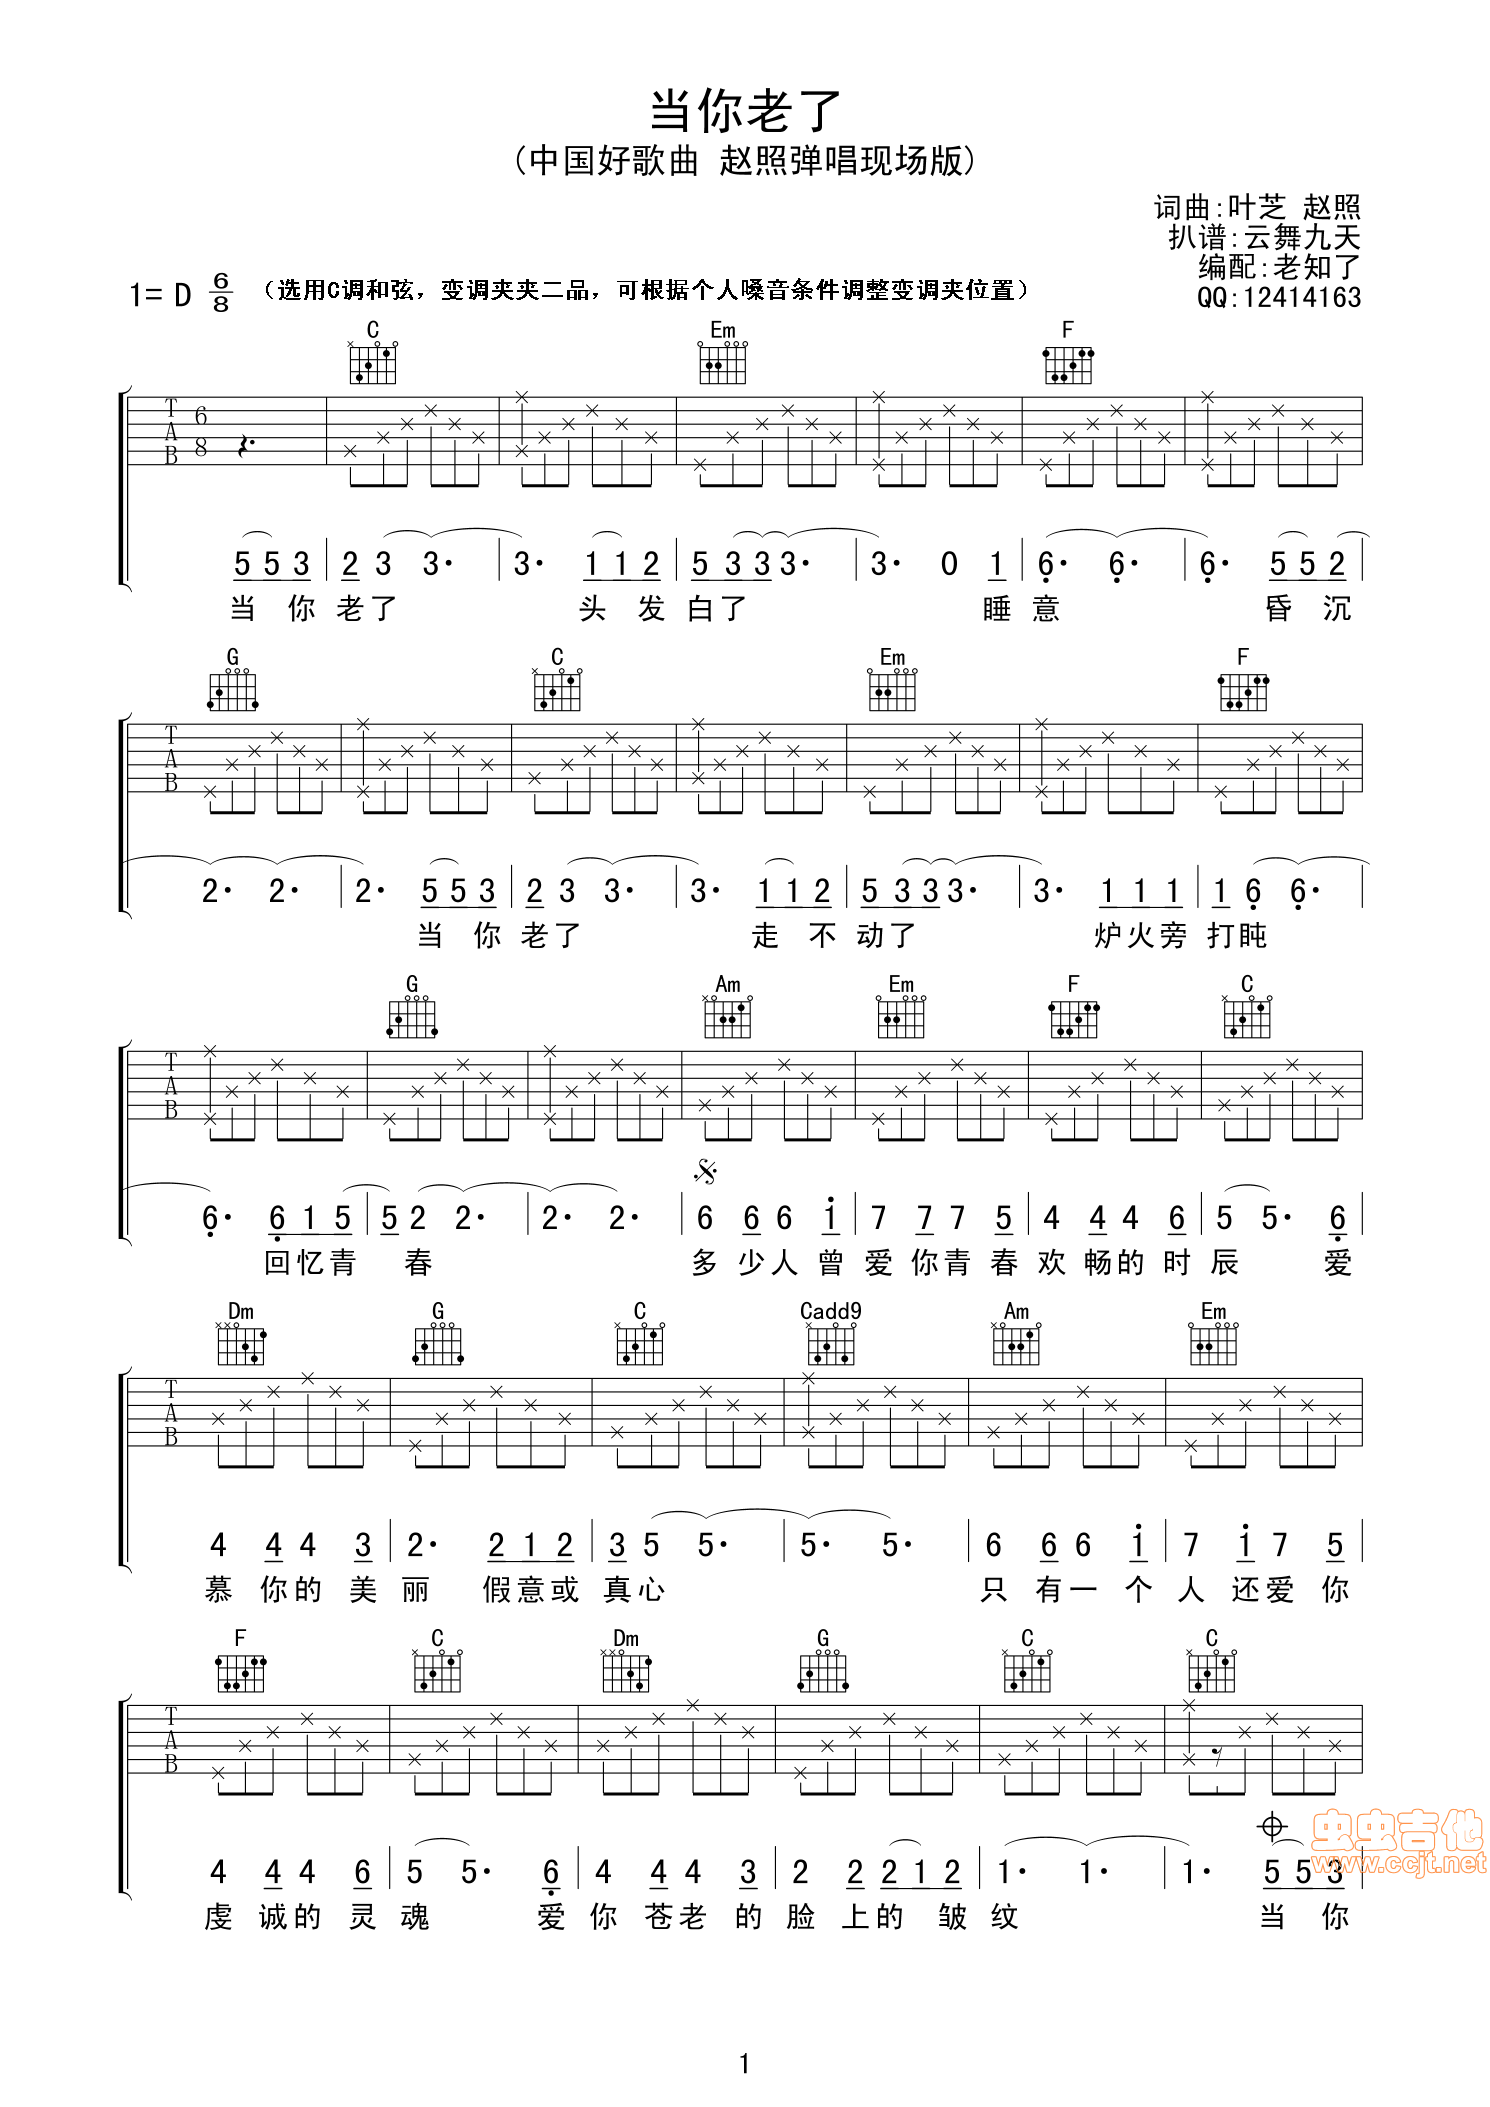 当你老了
(中国好歌曲 赵照弹唱现场版)
词曲:叶芝 赵照
扒谱:云舞九天
编配:老知了
QQ:12414163
1= D 6/8 （选用C调和弦，变调夹夹二品，可根据个人嗓音条件调整变调夹位置）
C Em F
T A B 6 8
5 5 3 | 2 3 3· | 3· 1 1 2 | 5 3 3 3· | 3· 0 1 | 6· 6· | 6· 5 5 2 |
当 你 老了 头 发 白了 睡 意 昏 沉
G C Em F
T A B
2· 2· | 2· 5 5 3 | 2 3 3· | 3· 1 1 2 | 5 3 3 3· | 3· 1 1 1 | 1 6 6· |
当 你 老了 走 不 动了 炉火旁 打盹
G Am Em F C
T A B
6· 6 1 5 | 5 2 2· | 2· 2· | 6 6 6 1 | 7 7 7 5 | 4 4 4 6 | 5 5· 6 |
回忆青 春 多 少人 曾 爱 你青 春 欢 畅的 时 辰 爱
Dm G C Cadd9 Am Em
T A B
4 4 4 3 | 2· 2 1 2 | 3 5 5· | 5· 5· | 6 6 6 1 | 7 1 7 5 |
慕 你的 美 丽 假意或 真心 只 有一 个 人 还爱 你
F C Dm G C C
T A B
4 4 4 6 | 5 5· 6 | 4 4 4 3 | 2 2 2 1 2 | 1· 1· | 1· 5 5 3 |
虔 诚的 灵 魂 爱 你 苍老 的 脸 上的 皱 纹 当 你
虫虫吉他
www.ccjt.net
1